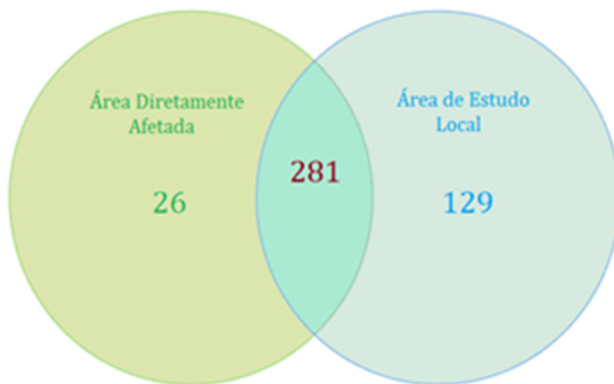 Área Diretamente
Afetada
26
281
Área de Estudo
Local
129